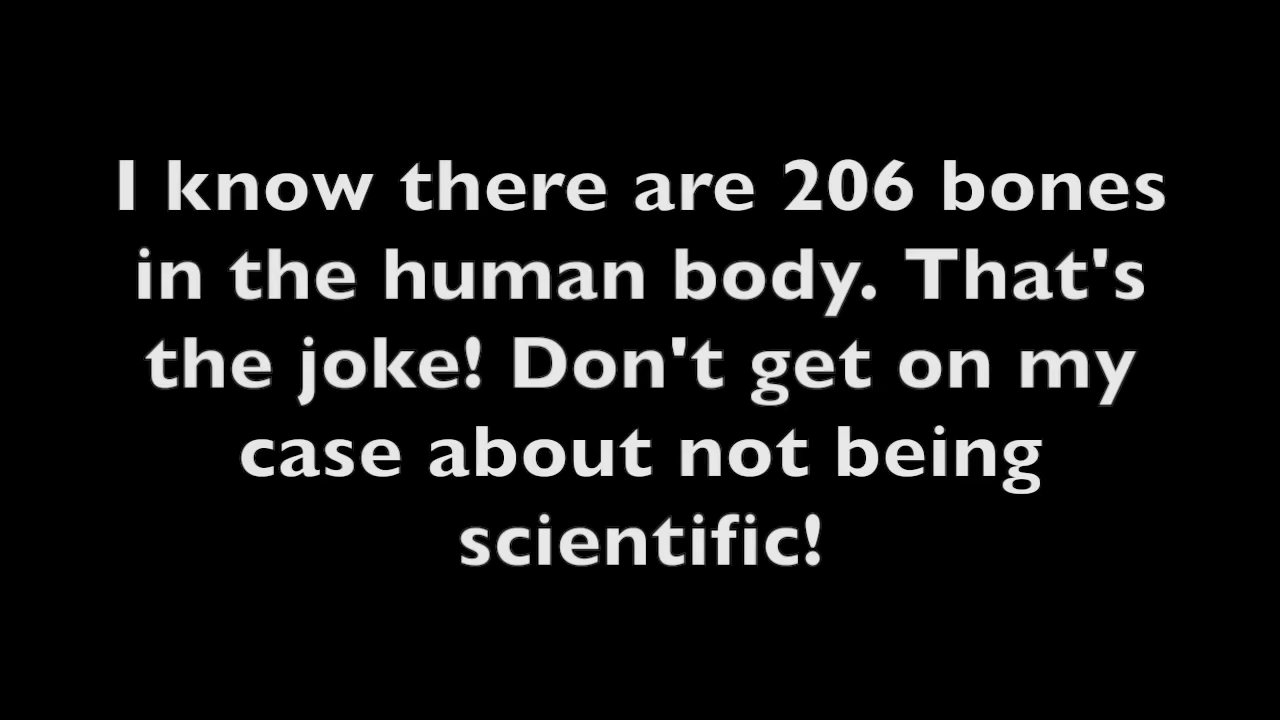 I know there are 206 bones
in the human body. That's
the joke! Don't get on my
case about not being
scientific!